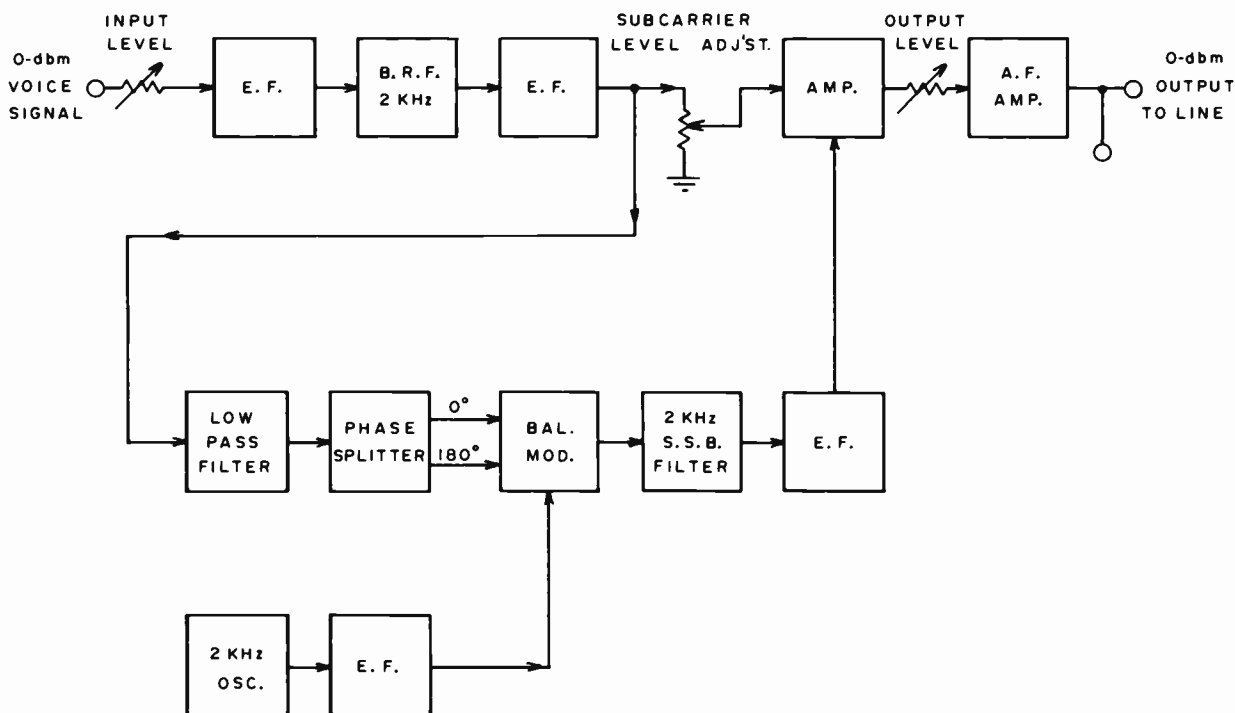 INPUT
LEVEL
SUBCARRIER
LEVEL ADJ'ST.
OUTPUT
LEVEL
0-dbm
VOICE
SIGNAL
E. F.
B. R. F.
2 KHz
E. F.
AMP.
A. F.
AMP.
0-dbm
OUTPUT
TO LINE
LOW
PASS
FILTER
PHASE
SPLITTER
0°
180°
BAL.
MOD.
2 KHz
S. S. B.
FILTER
E. F.
2 KHz
OSC.
E. F.